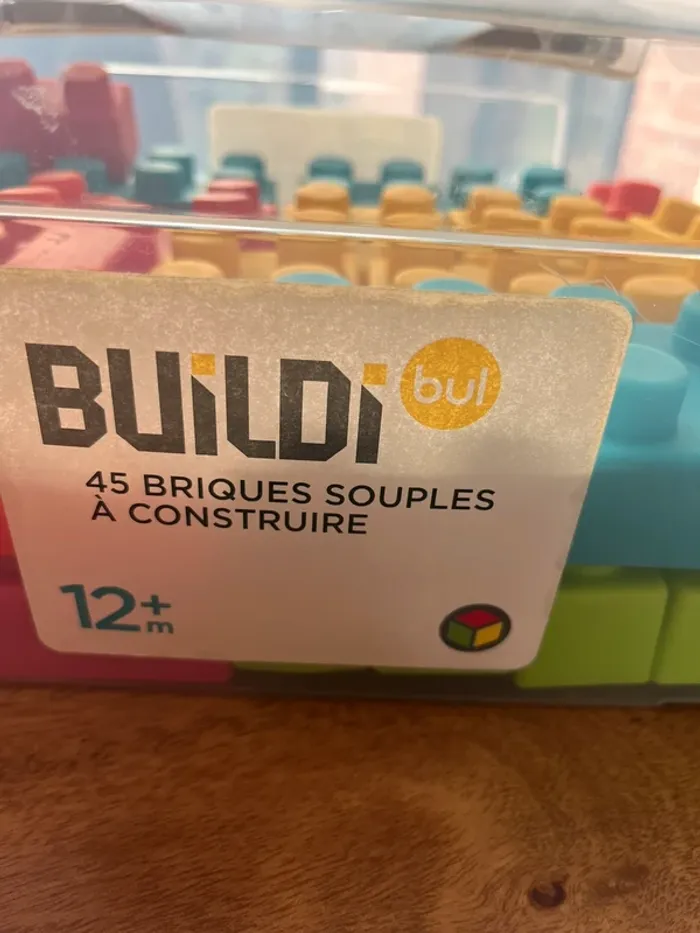 BUiLDi bul
45 BRIQUES SOUPLES
À CONSTRUIRE
12+m